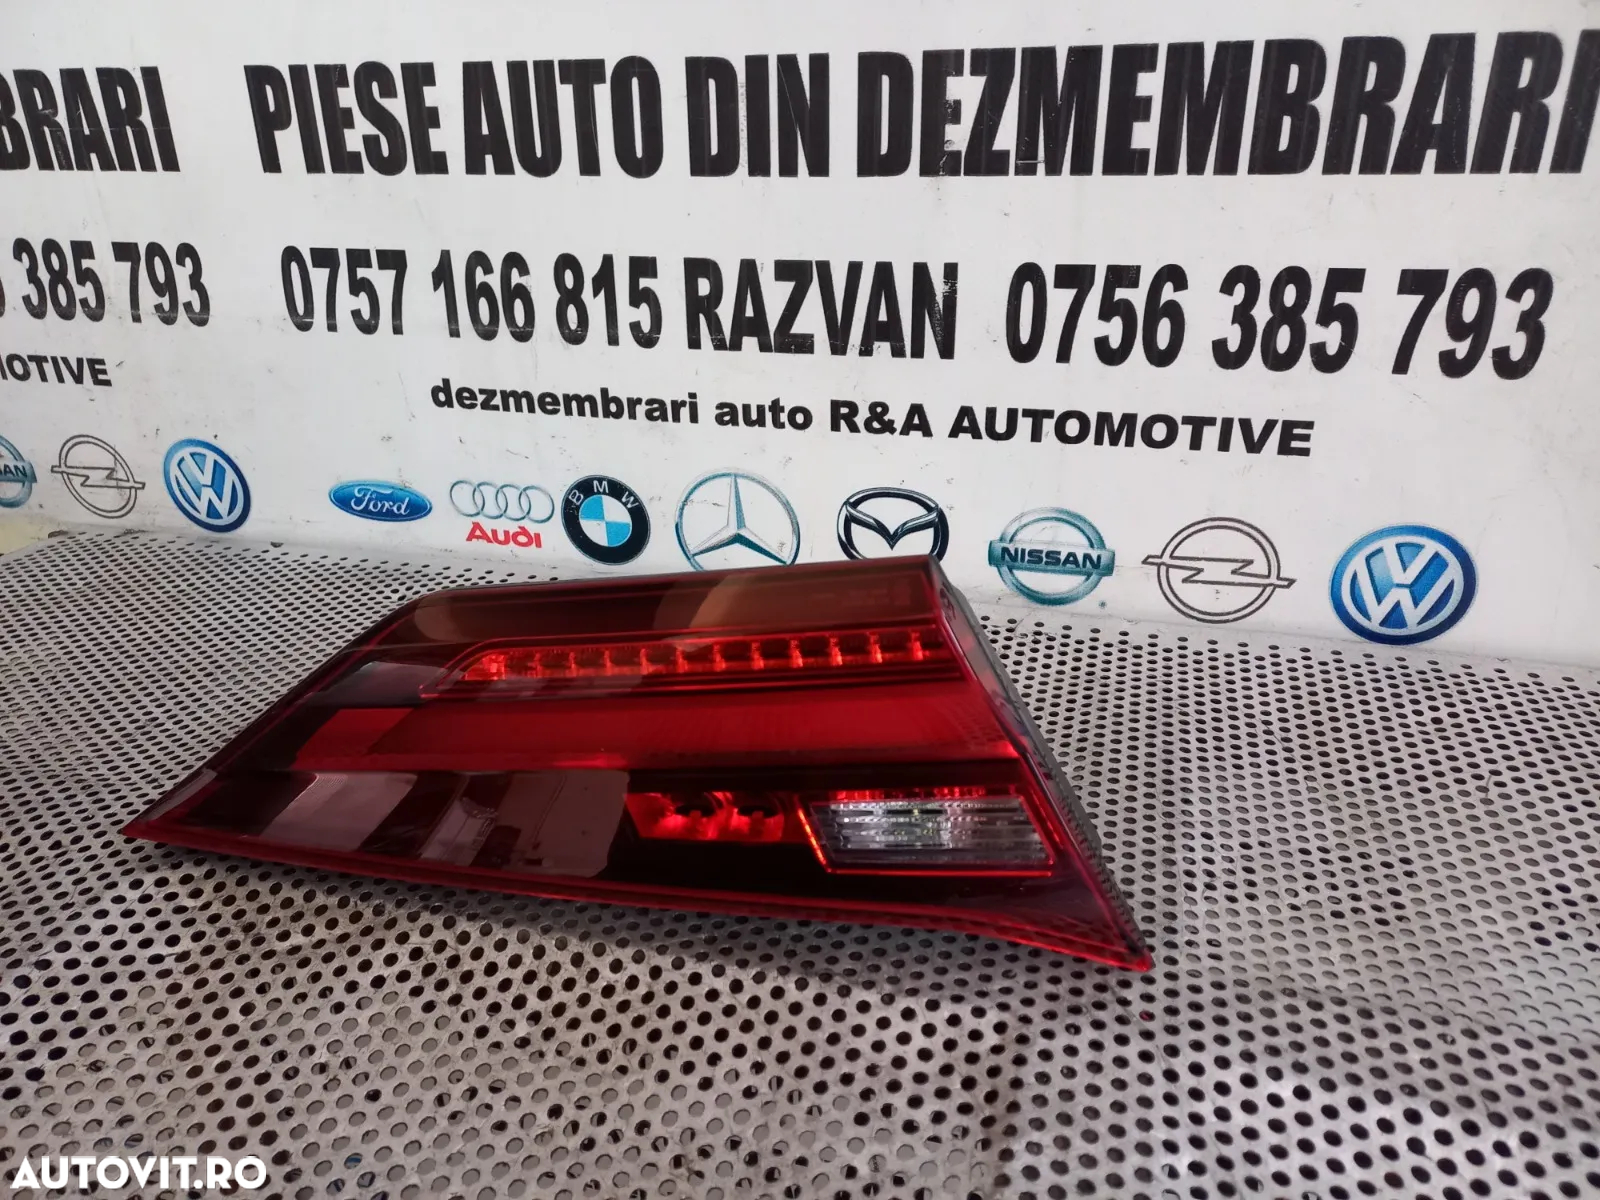 BRARI PIESE AUTO DIN DEZMEMBRARI
385 793 0757 166 815 RAZVAN 0756 385 793
MOTIVE dezmembrari auto R&A AUTOMOTIVE
Ford Audi BMW NISSAN
AUTOVIT.RO